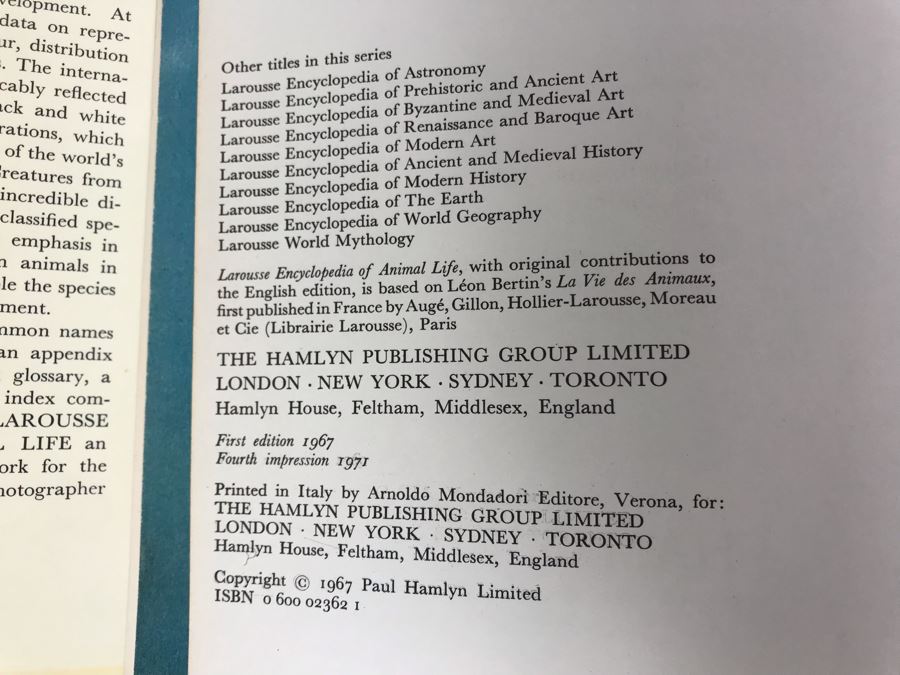 velopment. At
data on repre-
ur, distribution
s. The interna-
cably reflected
ack and white
rations, which
of the world's
reatures from
incredible di-
classified spe-
emphasis in
n animals in
le the species
ment.
mmon names
an appendix
glossary, a
index com-
LAROUSSE
L LIFE an
ork for the
hotographer
Other titles in this series
Larousse Encyclopedia of Astronomy
Larousse Encyclopedia of Prehistoric and Ancient Art
Larousse Encyclopedia of Byzantine and Medieval Art
Larousse Encyclopedia of Renaissance and Baroque Art
Larousse Encyclopedia of Modern Art
Larousse Encyclopedia of Ancient and Medieval History
Larousse Encyclopedia of Modern History
Larousse Encyclopedia of The Earth
Larousse Encyclopedia of World Geography
Larousse World Mythology
Larousse Encyclopedia of Animal Life, with original contributions to
the English edition, is based on Léon Bertin's La Vie des Animaux,
first published in France by Augé, Gillon, Hollier-Larousse, Moreau
et Cie (Librairie Larousse), Paris
THE HAMLYN PUBLISHING GROUP LIMITED
LONDON · NEW YORK · SYDNEY · TORONTO
Hamlyn House, Feltham, Middlesex, England
First edition 1967
Fourth impression 1971
Printed in Italy by Arnoldo Mondadori Editore, Verona, for:
THE HAMLYN PUBLISHING GROUP LIMITED
LONDON · NEW YORK · SYDNEY · TORONTO
Hamlyn House, Feltham, Middlesex, England
Copyright © 1967 Paul Hamlyn Limited
ISBN 0 600 02362 1